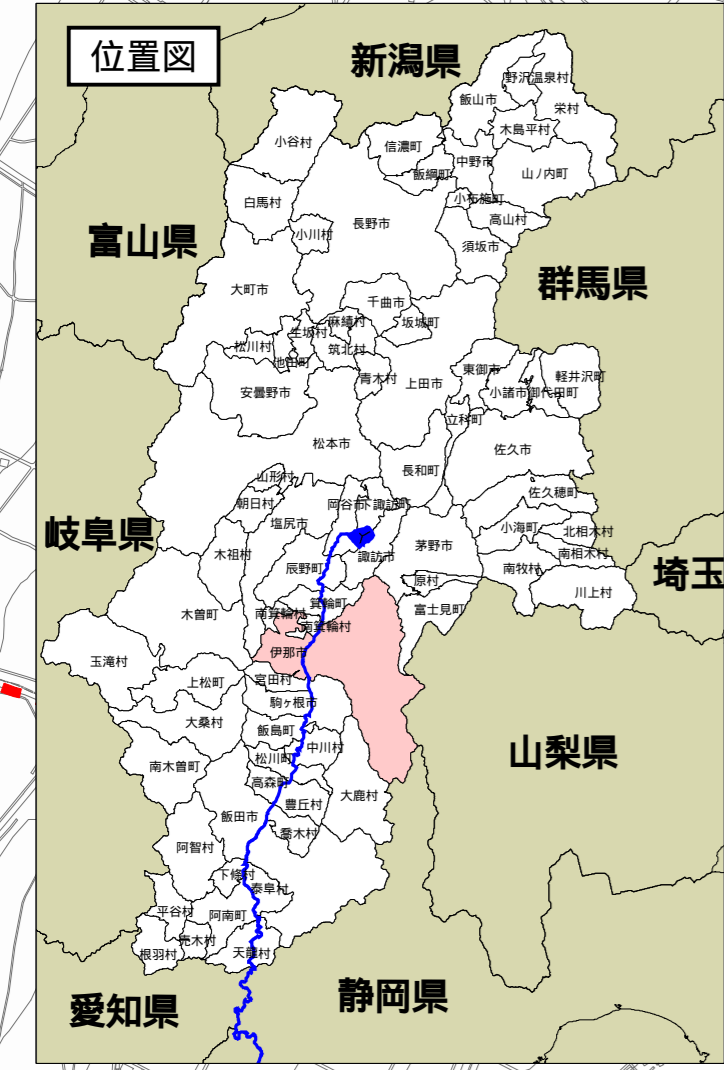 位置図
新潟県
野沢温泉村
飯山市
栄村
木島平村
小谷村
信濃町
中野市
飯綱町
山ノ内町
白馬村
小布施町
高山村
長野市
小川村
須坂市
富山県
群馬県
大町市
千曲市
麻績村
坂城町
生坂村
松川村
筑北村
池田町
東御市
青木村
上田市
軽井沢町
安曇野市
小諸市
御代田町
立科町
松本市
佐久市
長和町
山形村
佐久穂町
朝日村
岡谷市
下諏訪町
塩尻市
小海町
北相木村
岐阜県
茅野市
木祖村
諏訪市
南相木村
辰野町
南牧村
埼玉
原村
川上村
箕輪町
富士見町
木曽町
南箕輪村
南箕輪村
伊那市
玉滝村
宮田村
上松町
駒ヶ根市
大桑村
飯島町
中川村
山梨県
松川町
南木曽町
高森町
大鹿村
豊丘村
飯田市
喬木村
阿智村
下條村
泰阜村
平谷村
阿南町
売木村
根羽村
天龍村
静岡県
愛知県